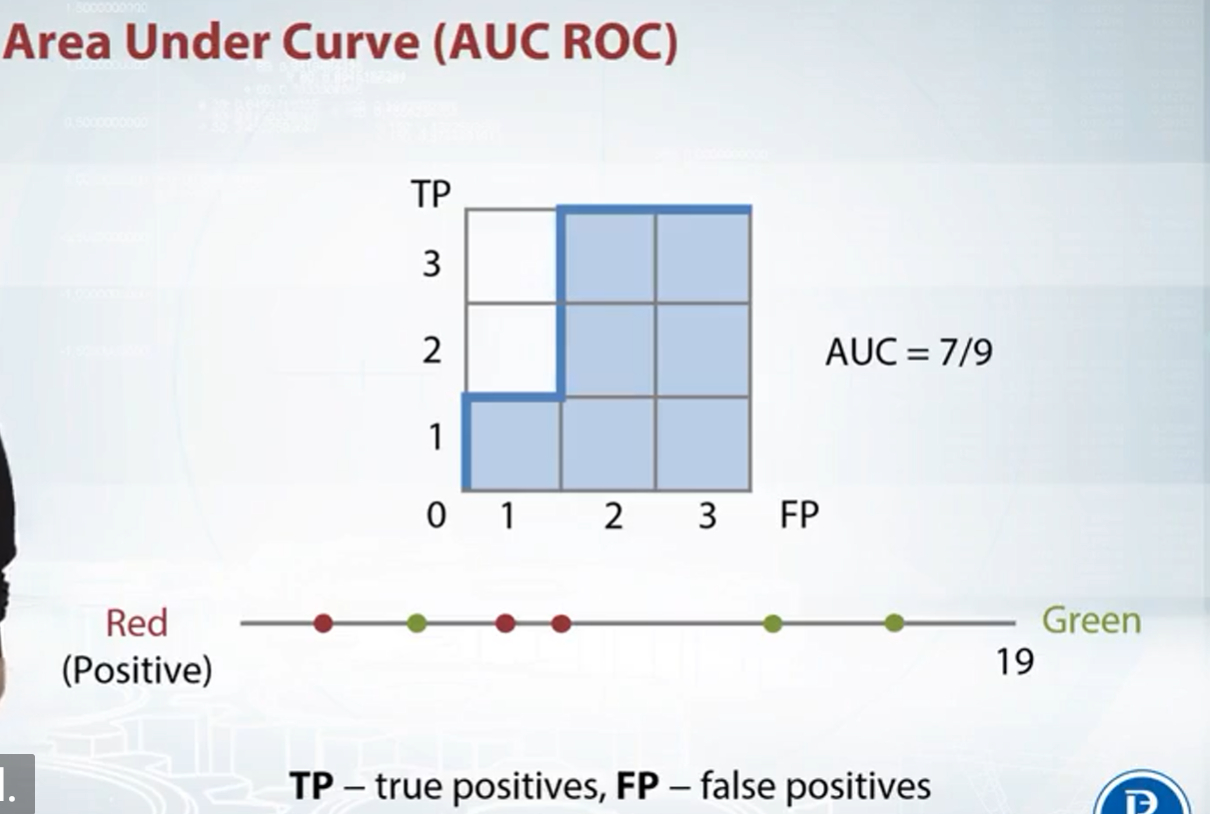 Area Under Curve (AUC ROC)
TP
3
2
AUC = 7/9
1
0 1 2 3 FP
Red
(Positive)
Green
19
TP – true positives, FP – false positives